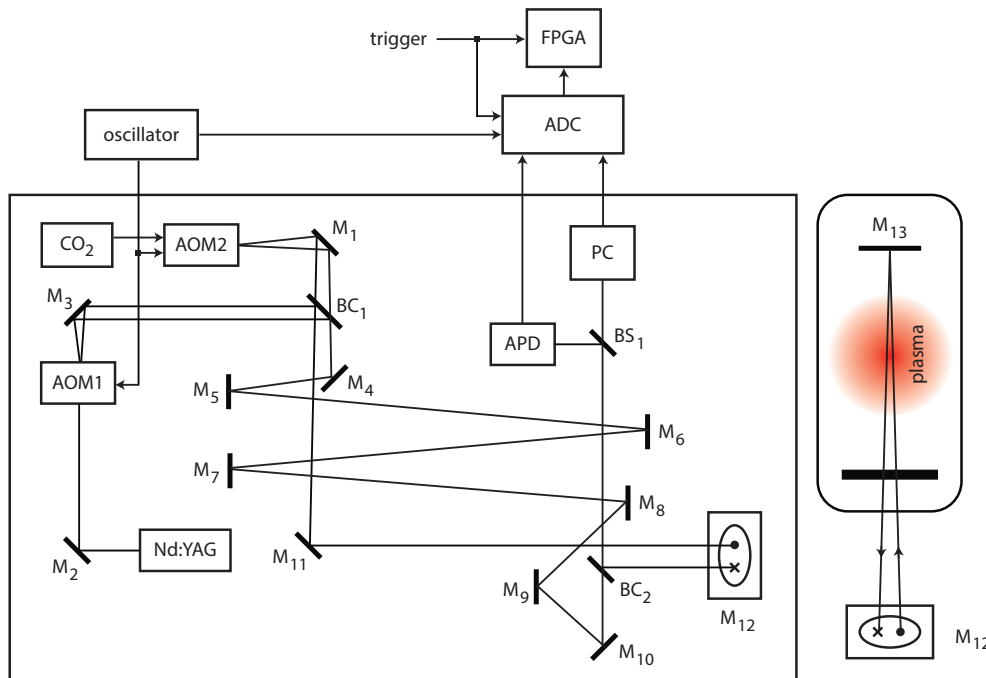 trigger
FPGA
oscillator
ADC
CO2
AOM2
M1
PC
M13
M3
BC1
APD
BS1
plasma
AOM1
M5
M4
M6
M7
M8
M2
Nd:YAG
M11
M9
BC2
M12
M10
M12